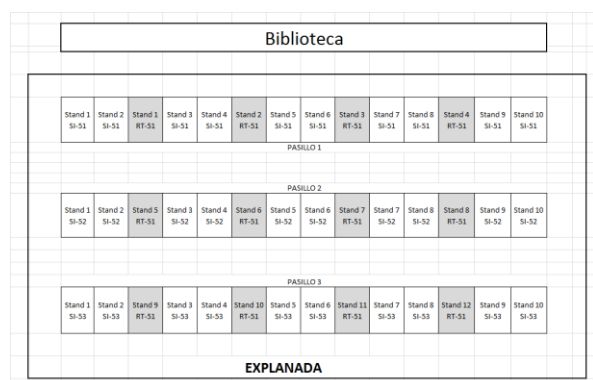 Biblioteca
Stand 1 Stand 2 Stand 1 Stand 3 Stand 4 Stand 2 Stand 5 Stand 6 Stand 3 Stand 7 Stand 8 Stand 4 Stand 9 Stand 10
SI-51 SI-51 RT-51 SI-51 SI-51 RT-51 SI-51 SI-51 RT-51 SI-51 SI-51 RT-51 SI-51 SI-51
PASILLO 1
PASILLO 2
Stand 1 Stand 2 Stand 5 Stand 3 Stand 4 Stand 6 Stand 5 Stand 6 Stand 7 Stand 7 Stand 8 Stand 8 Stand 9 Stand 10
SI-52 SI-52 RT-51 SI-52 SI-52 RT-51 SI-52 SI-52 RT-51 SI-52 SI-52 RT-51 SI-52 SI-52
PASILLO 3
Stand 1 Stand 2 Stand 9 Stand 3 Stand 4 Stand 10 Stand 5 Stand 6 Stand 11 Stand 7 Stand 8 Stand 12 Stand 9 Stand 10
SI-53 SI-53 RT-51 SI-53 SI-53 RT-51 SI-53 SI-53 RT-51 SI-53 SI-53 RT-51 SI-53 SI-53
EXPLANADA